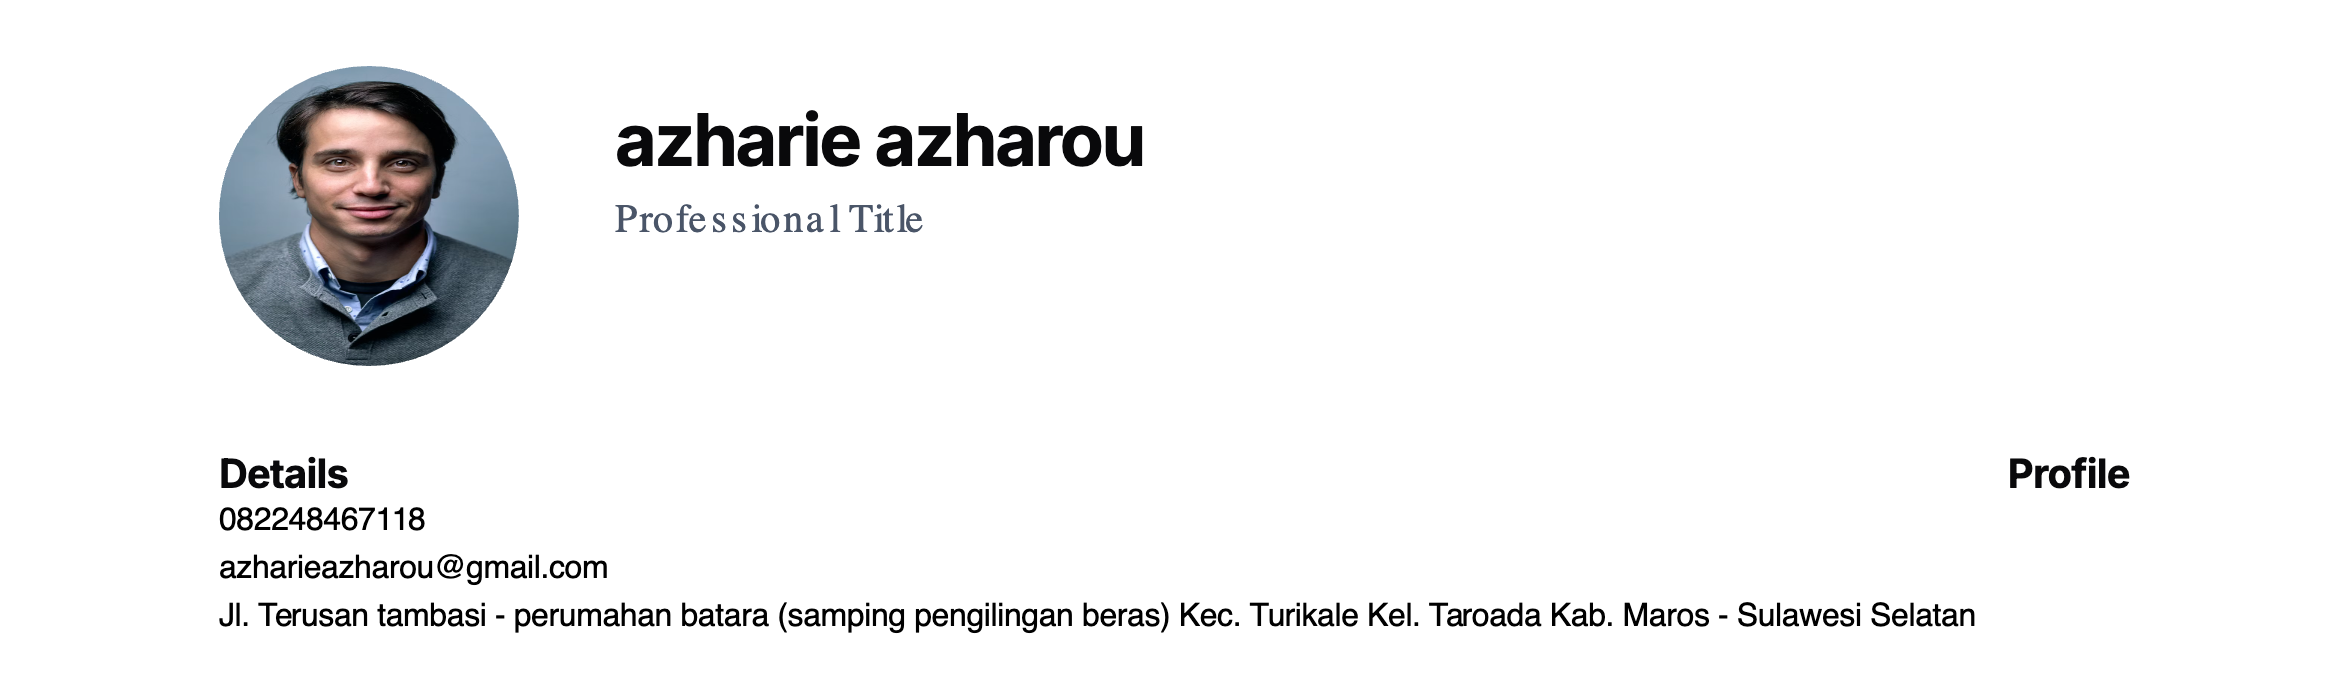 azharie azharou
Professional Title
Details
082248467118
azharieazharou@gmail.com
Jl. Terusan tambasi - perumahan batara (samping pengilingan beras) Kec. Turikale Kel. Taroada Kab. Maros - Sulawesi Selatan
Profile